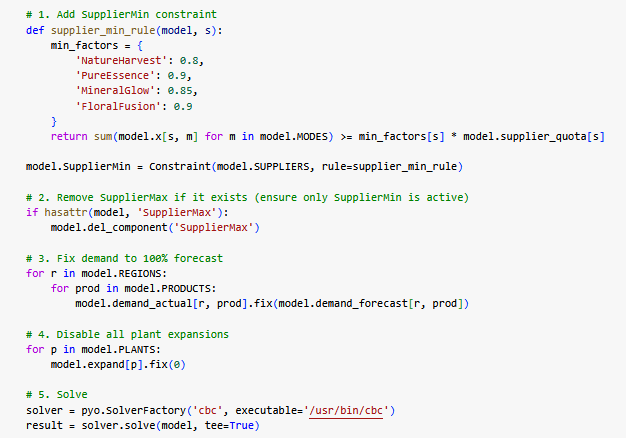 # 1. Add SupplierMin constraint
def supplier_min_rule(model, s):
    min_factors = {
        'NatureHarvest': 0.8,
        'PureEssence': 0.9,
        'MineralGlow': 0.85,
        'FloralFusion': 0.9
    }
    return sum(model.x[s, m] for m in model.MODES) >= min_factors[s] * model.supplier_quota[s]
model.SupplierMin = Constraint(model.SUPPLIERS, rule=supplier_min_rule)
# 2. Remove SupplierMax if it exists (ensure only SupplierMin is active)
if hasattr(model, 'SupplierMax'):
    model.del_component('SupplierMax')
# 3. Fix demand to 100% forecast
for r in model.REGIONS:
    for prod in model.PRODUCTS:
        model.demand_actual[r, prod].fix(model.demand_forecast[r, prod])
# 4. Disable all plant expansions
for p in model.PLANTS:
    model.expand[p].fix(0)
# 5. Solve
solver = pyo.SolverFactory('cbc', executable='/usr/bin/cbc')
result = solver.solve(model, tee=True)